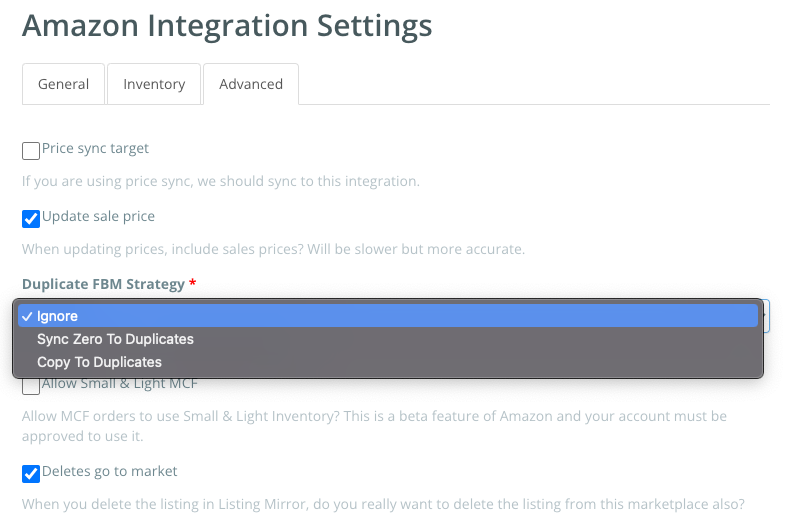 Amazon Integration Settings
General Inventory Advanced
Price sync target
If you are using price sync, we should sync to this integration.
Update sale price
When updating prices, include sales prices? Will be slower but more accurate.
Duplicate FBM Strategy *
Ignore
Sync Zero To Duplicates
Copy To Duplicates
Allow Small & Light MCF
Allow MCF orders to use Small & Light Inventory? This is a beta feature of Amazon and your account must be
approved to use it.
Deletes go to market
When you delete the listing in Listing Mirror, do you really want to delete the listing from this marketplace also?